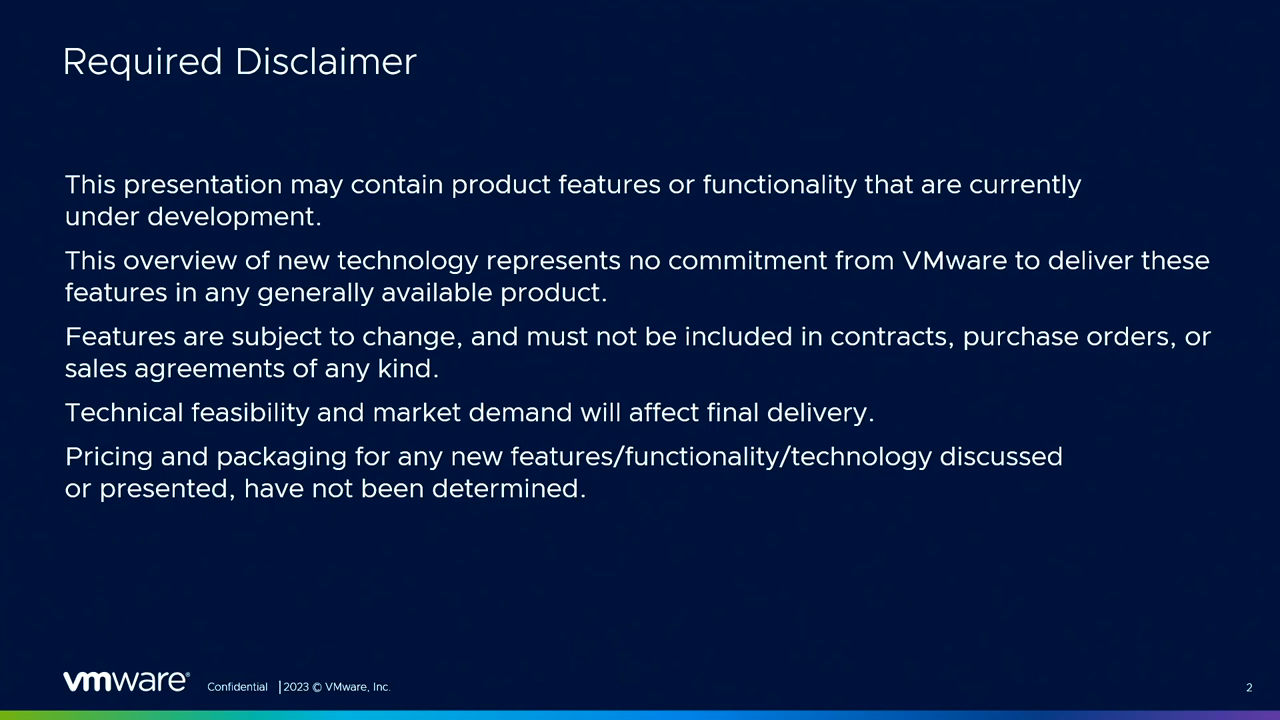 Required Disclaimer
This presentation may contain product features or functionality that are currently
under development.
This overview of new technology represents no commitment from VMware to deliver these
features in any generally available product.
Features are subject to change, and must not be included in contracts, purchase orders, or
sales agreements of any kind.
Technical feasibility and market demand will affect final delivery.
Pricing and packaging for any new features/functionality/technology discussed
or presented, have not been determined.
vmware® Confidential | 2023 © VMware, Inc. 2